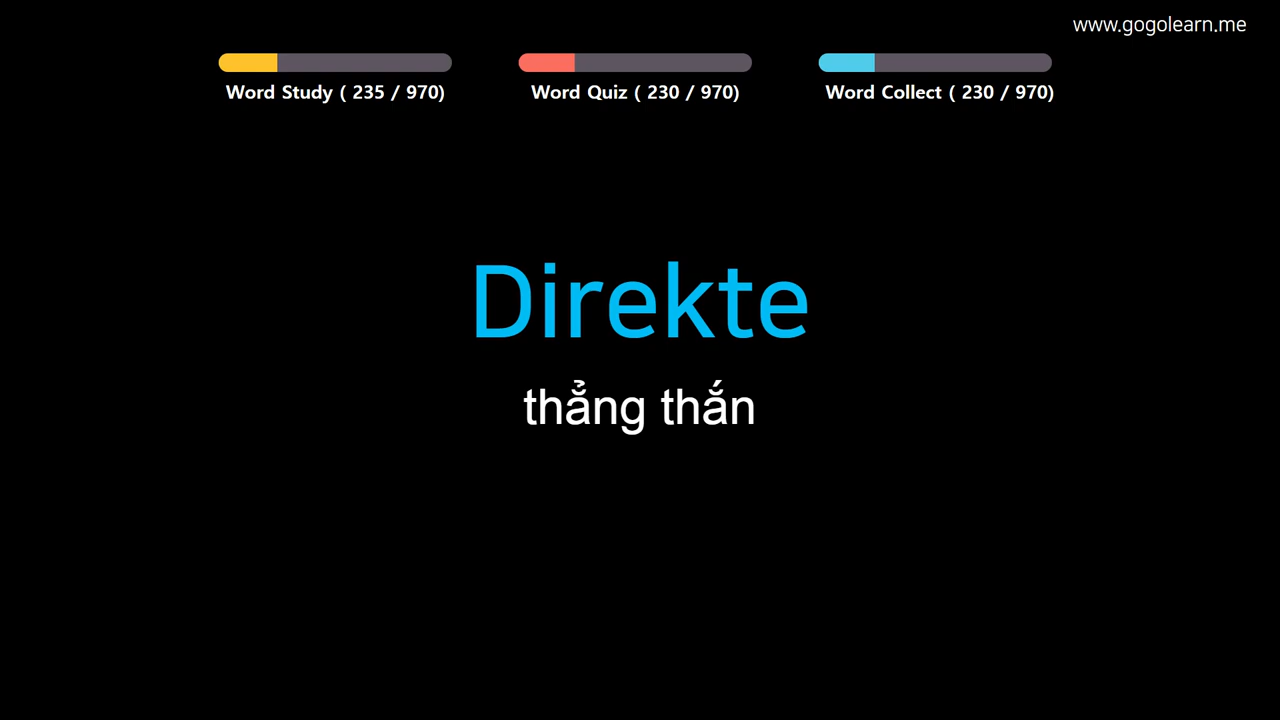 www.gogolearn.me
Word Study ( 235 / 970)
Word Quiz ( 230 / 970)
Word Collect ( 230 / 970)
Direkte
thẳng thắn